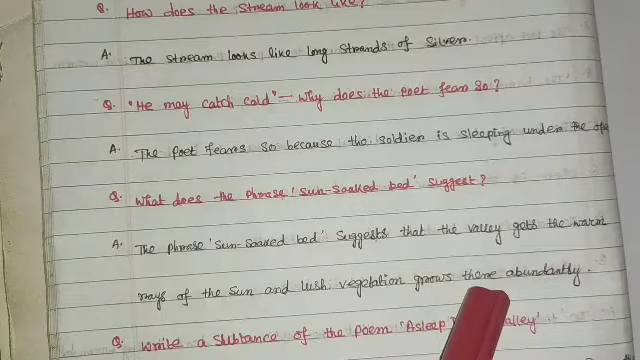 Q. How does the stream look like?
A. The stream looks like long strands of silver.
Q. "He may catch cold" – Why does the poet fear so?
A. The poet fears so because the soldier is sleeping under the
Q. What does the phrase 'sun-soaked bed' suggest?
A. The phrase 'sun-soaked bed' suggests that the valley gets the warm
rays of the sun and lush vegetation grows there abundantly.
Q. Write a substance of the poem 'Asleep